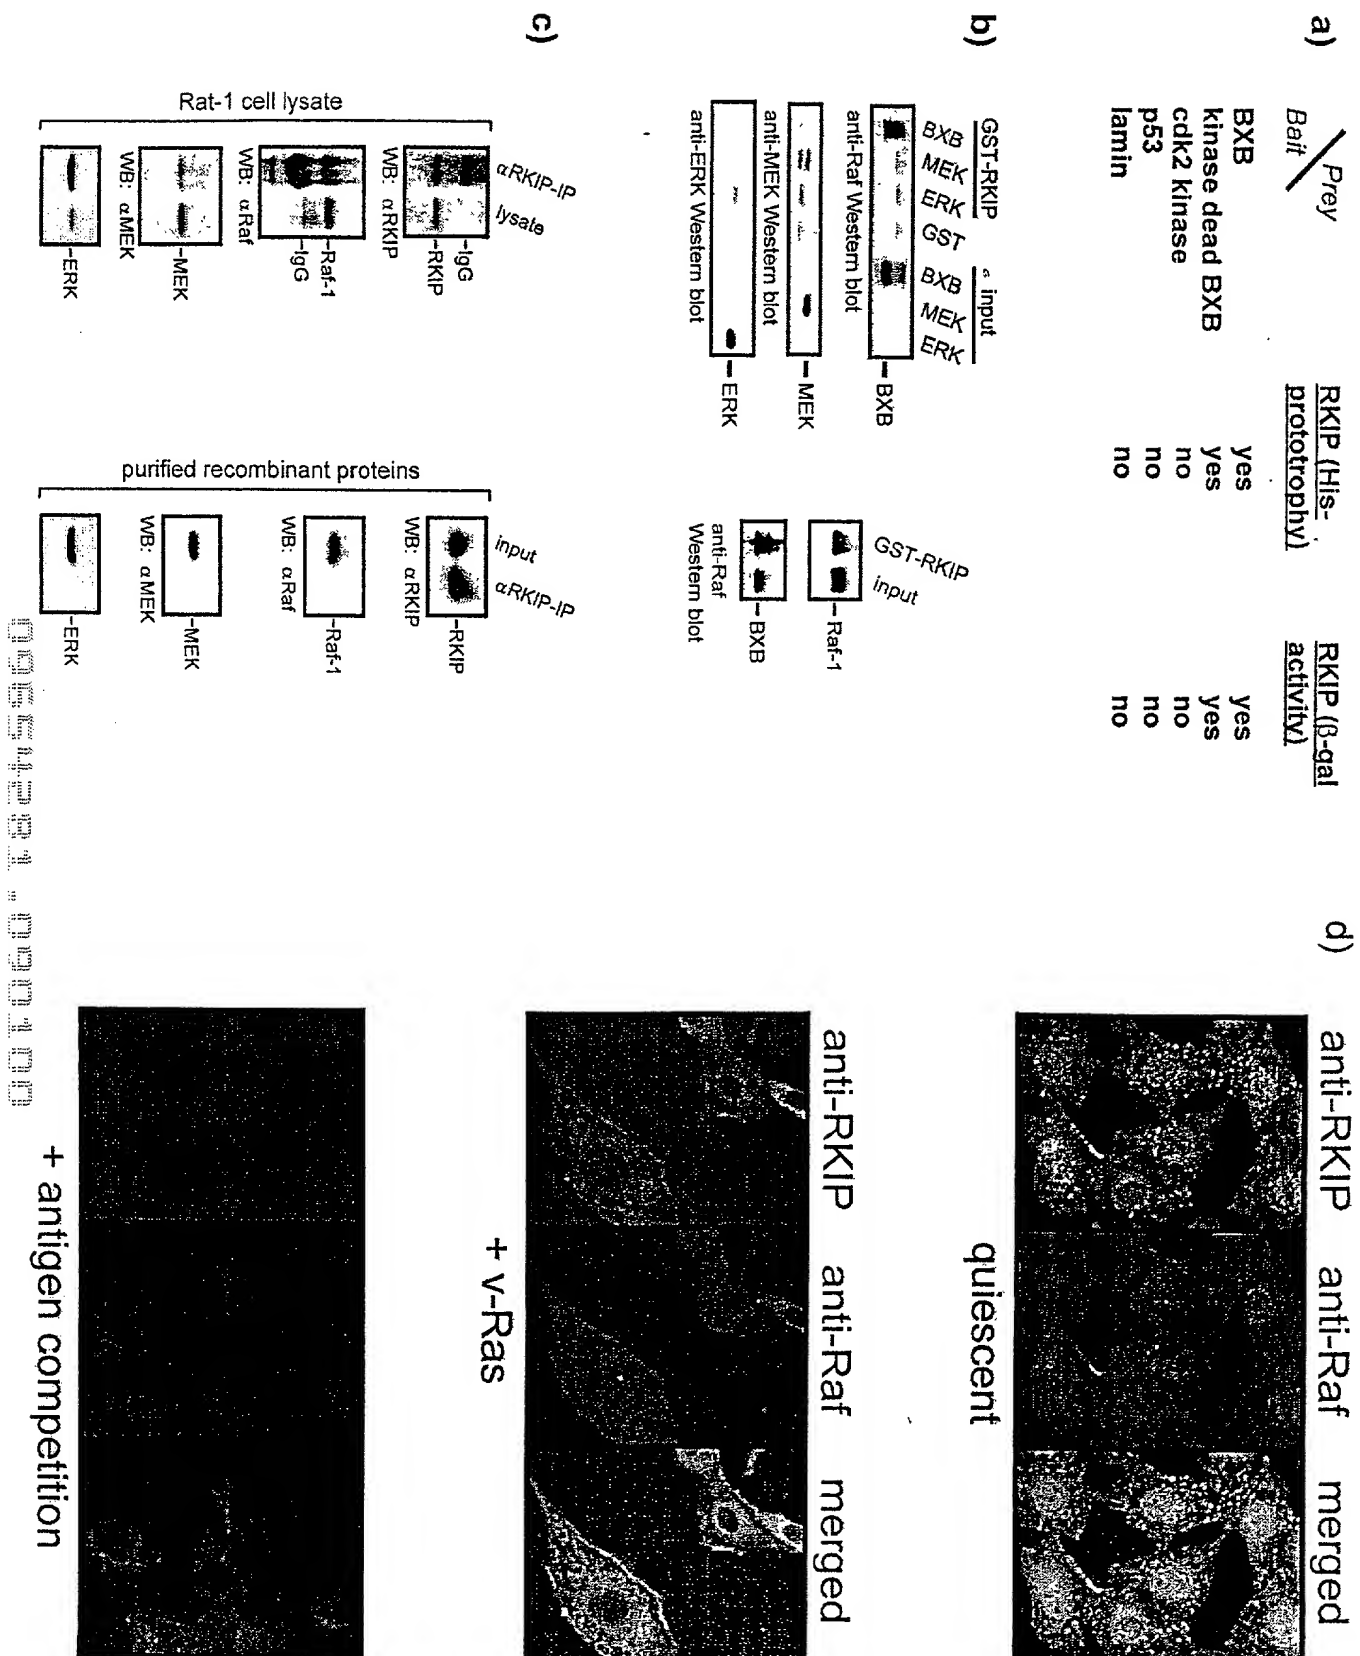 a)
Prey
Bait
RKIP (His-
prototrophy)
RKIP (β-gal
activity)
BXB yes yes
kinase dead BXB yes yes
cdk2 kinase no no
p53 no no
lamin no no
b)
GST-RKIP
input
BXB MEK ERK GST BXB MEK ERK
–BXB
anti-Raf Western blot
–MEK
anti-MEK Western blot
–ERK
anti-ERK Western blot
GST-RKIP
input
–Raf-1
–BXB
anti-Raf
Western blot
c)
Rat-1 cell lysate
αRKIP-IP
lysate
–IgG
–RKIP
WB: αRKIP
–Raf-1
–IgG
WB: αRaf
–MEK
WB: αMEK
–ERK
purified recombinant proteins
input
αRKIP-IP
–RKIP
WB: αRKIP
–Raf-1
WB: αRaf
–MEK
WB: αMEK
–ERK
d)
anti-RKIP anti-Raf merged
quiescent
anti-RKIP anti-Raf merged
+ v-Ras
+ antigen competition
09654281.090100